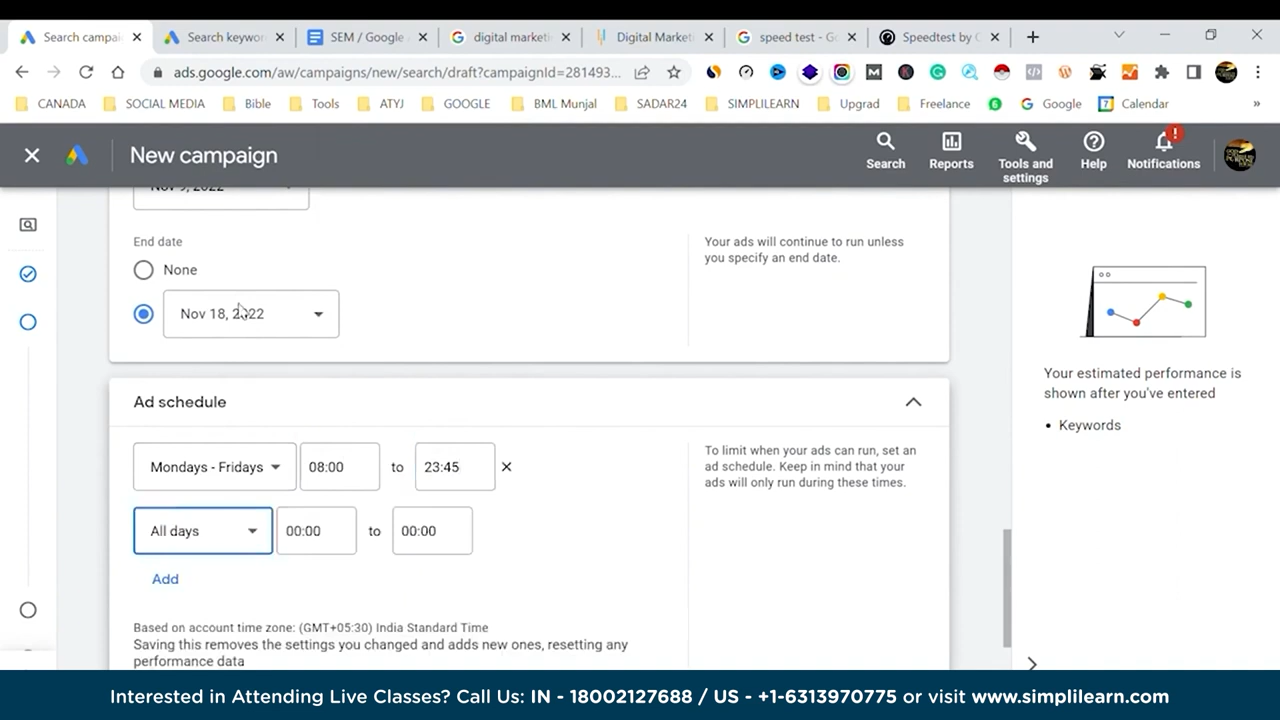 Search campai
Search keywor
SEM / Google
digital marketi
Digital Market
speed test - Go
Speedtest by
ads.google.com/aw/campaigns/new/search/draft?campaignId=281493...
CANADA
SOCIAL MEDIA
Bible
Tools
ATYJ
GOOGLE
BML Munjal
SADAR24
SIMPLILEARN
Upgrad
Freelance
Google
Calendar
New campaign
Search
Reports
Tools and
settings
Help
Notifications
Nov 9, 2022
End date
None
Nov 18, 2022
Your ads will continue to run unless
you specify an end date.
Ad schedule
Mondays - Fridays 08:00 to 23:45
All days 00:00 to 00:00
Add
To limit when your ads can run, set an
ad schedule. Keep in mind that your
ads will only run during these times.
Based on account time zone: (GMT+05:30) India Standard Time
Saving this removes the settings you changed and adds new ones, resetting any
performance data
Your estimated performance is
shown after you've entered
• Keywords
Interested in Attending Live Classes? Call Us: IN - 18002127688 / US - +1-6313970775 or visit www.simplilearn.com